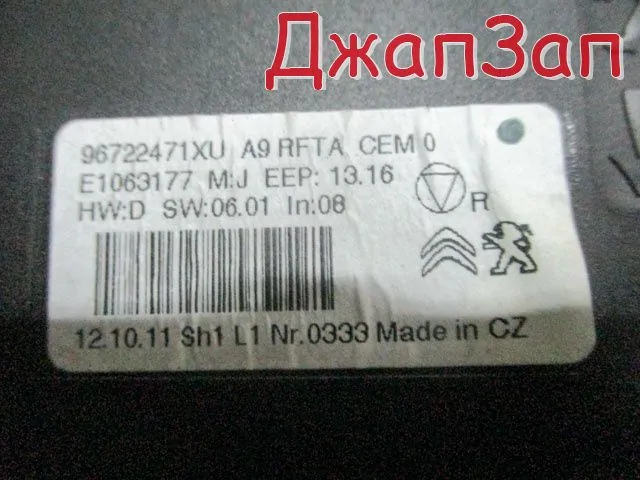 ДжапЗап
96722471XU A9 RFTA CEM 0
E1063177 M:J EEP: 13.16
HW:D SW:06.01 In:08
R
12.10.11 Sh1 L1 Nr.0333 Made in CZ